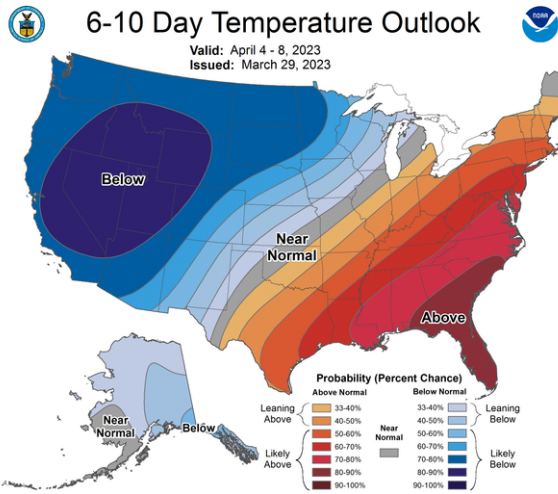 6-10 Day Temperature Outlook
NOAA
Valid: April 4 - 8, 2023
Issued: March 29, 2023
Below
Near
Normal
Above
Near
Normal
Below
Probability (Percent Chance)
Above Normal
Below Normal
Leaning
Above
33-40%
40-50%
Likely
Above
50-60%
60-70%
70-80%
80-90%
90-100%
Near
Normal
33-40%
40-50%
Leaning
Below
50-60%
60-70%
70-80%
80-90%
90-100%
Likely
Below